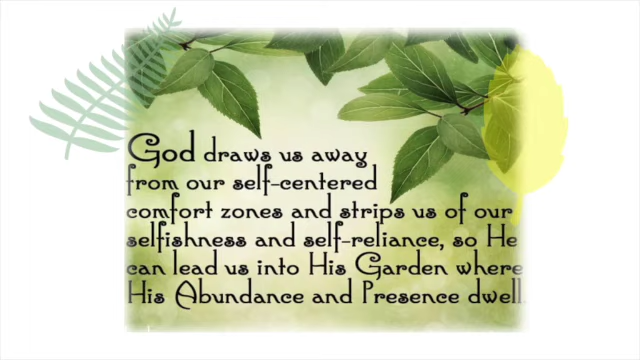 God draws us away
from our self-centered
comfort zones and strips us of our
selfishness and self-reliance, so He
can lead us into His Garden where
His Abundance and Presence dwell.